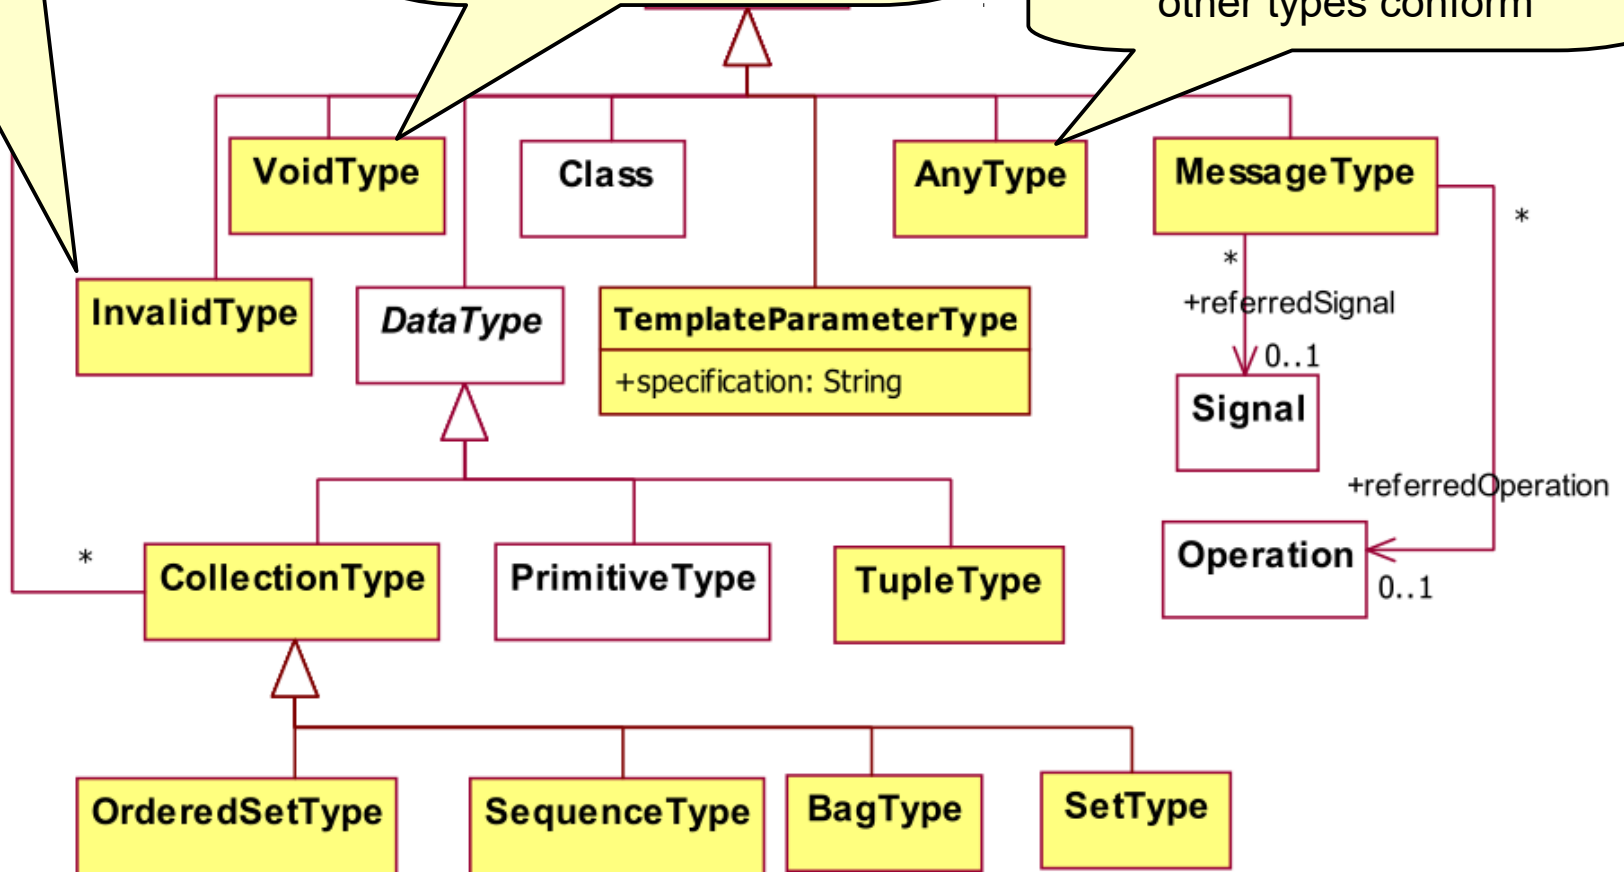 other types conform
VoidType
Class
AnyType
MessageType
*
*
InvalidType
DataType
TemplateParameterType
+referredSignal
0..1
+specification: String
Signal
+referredOperation
*
CollectionType
PrimitiveType
TupleType
Operation
0..1
OrderedSetType
SequenceType
BagType
SetType